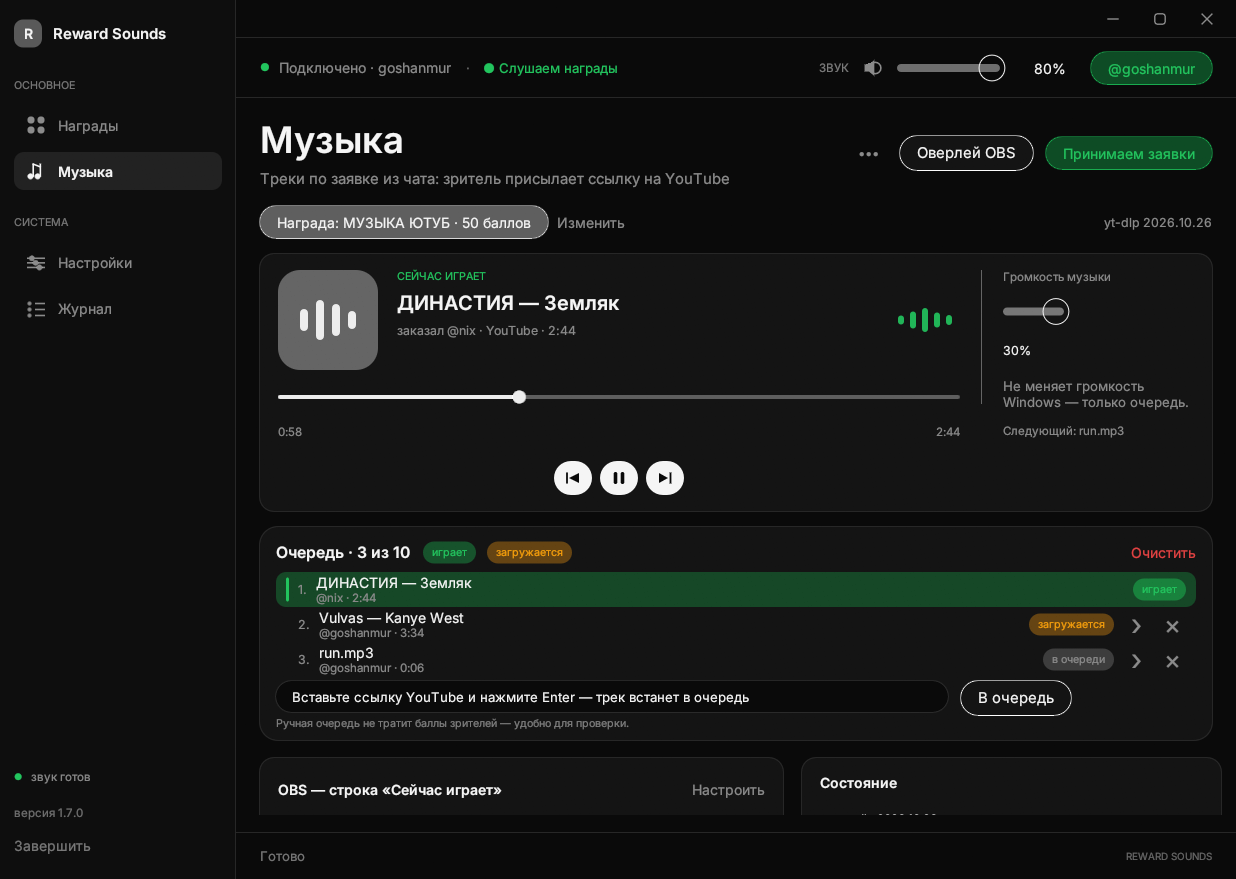 R Reward Sounds
ОСНОВНОЕ
Награды
Музыка
СИСТЕМА
Настройки
Журнал
звук готов
версия 1.7.0
Завершить
Подключено · goshanmur · Слушаем награды
ЗВУК 80% @goshanmur
Музыка
Треки по заявке из чата: зритель присылает ссылку на YouTube
Оверлей OBS
Принимаем заявки
Награда: МУЗЫКА ЮТУБ · 50 баллов Изменить
yt-dlp 2026.10.26
СЕЙЧАС ИГРАЕТ
ДИНАСТИЯ — Земляк
заказал @nix · YouTube · 2:44
0:58 2:44
Громкость музыки
30%
Не меняет громкость
Windows — только очередь.
Следующий: run.mp3
Очередь · 3 из 10 играет загружается Очистить
1. ДИНАСТИЯ — Земляк играет
@nix · 2:44
2. Vulvas — Kanye West загружается
@goshanmur · 3:34
3. run.mp3 в очереди
@goshanmur · 0:06
Вставьте ссылку YouTube и нажмите Enter — трек встанет в очередь
В очередь
Ручная очередь не тратит баллы зрителей — удобно для проверки.
OBS — строка «Сейчас играет» Настроить
Состояние
Готово
REWARD SOUNDS